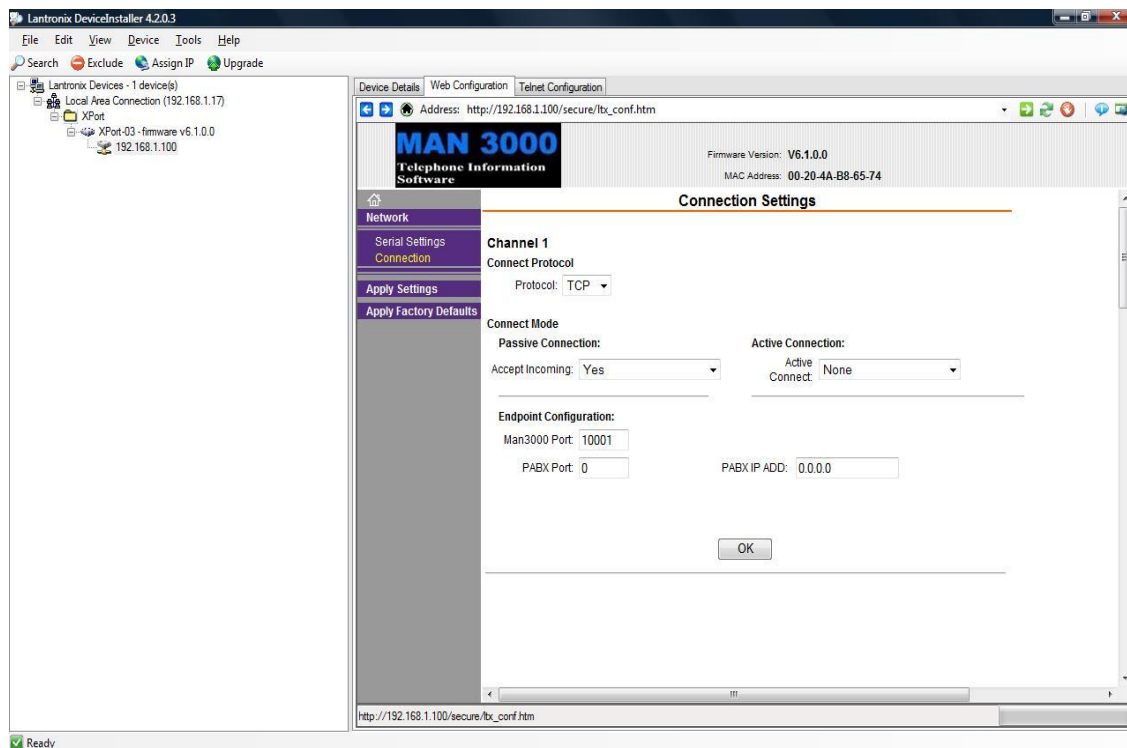 Lantronix DeviceInstaller 4.2.0.3
File Edit View Device Tools Help
Search Exclude Assign IP Upgrade
Lantronix Devices - 1 device(s)
Local Area Connection (192.168.1.17)
XPort
XPort-03 - firmware v6.1.0.0
192.168.1.100
Device Details Web Configuration Telnet Configuration
Address: http://192.168.1.100/secure/ltx_conf.htm
MAN 3000
Telephone Information
Software
Firmware Version: V6.1.0.0
MAC Address: 00-20-4A-B8-65-74
Network
Serial Settings
Connection
Apply Settings
Apply Factory Defaults
Connection Settings
Channel 1
Connect Protocol
Protocol: TCP
Connect Mode
Passive Connection: Active Connection:
Accept Incoming: Yes Active Connect: None
Endpoint Configuration:
Man3000 Port: 10001
PABX Port: 0 PABX IP ADD: 0.0.0.0
OK
http://192.168.1.100/secure/ltx_conf.htm
Ready